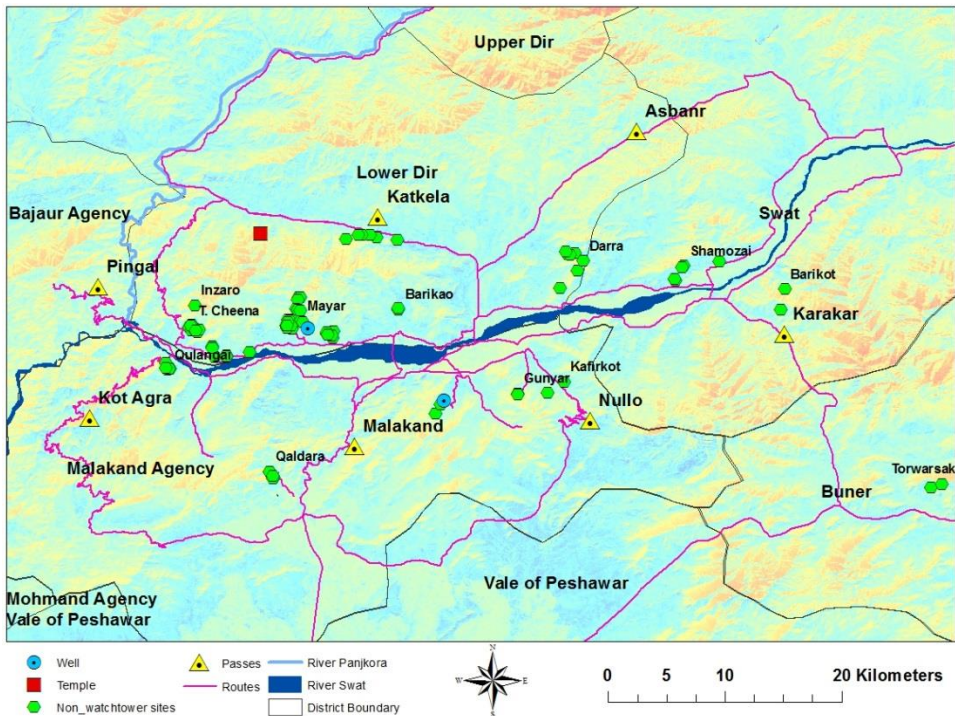 Upper Dir
Asbanr
Lower Dir
Katkela
Bajaur Agency
Swat
Darra
Shamozai
Pingal
Barikot
Inzaro
T. Cheena
Mayar
Barikao
Karakar
Qulangai
Kafirkot
Gunyar
Kot Agra
Nullo
Malakand
Malakand Agency
Qaldara
Torwarsak
Buner
Vale of Peshawar
Mohmand Agency
Vale of Peshawar
Well
Temple
Non_watchtower sites
Passes
Routes
River Panjkora
River Swat
District Boundary
N
W E
S
0 5 10 20 Kilometers